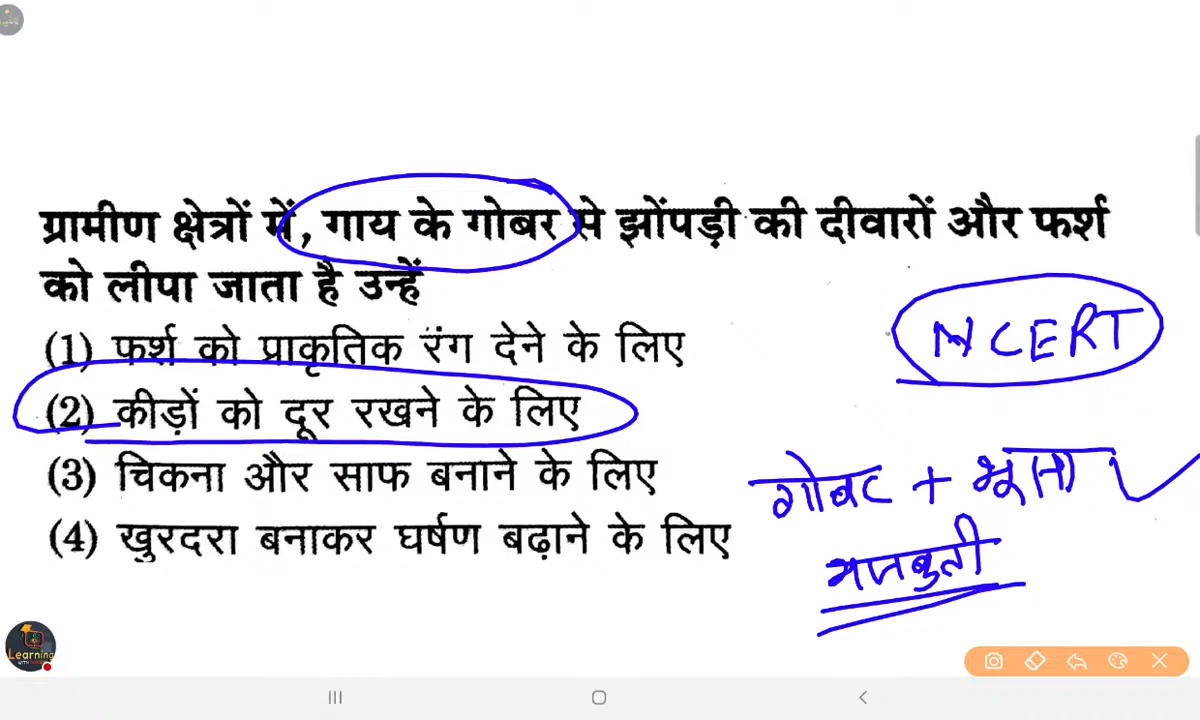 ग्रामीण क्षेत्रों में, गाय के गोबर से झोंपड़ी की दीवारों और फर्श
को लीपा जाता है उन्हें
(1) फर्श को प्राकृतिक रंग देने के लिए
(2) कीड़ों को दूर रखने के लिए
(3) चिकना और साफ बनाने के लिए
(4) खुरदरा बनाकर घर्षण बढ़ाने के लिए
NCERT
गोबर + भूसा
मजबुती
Learning